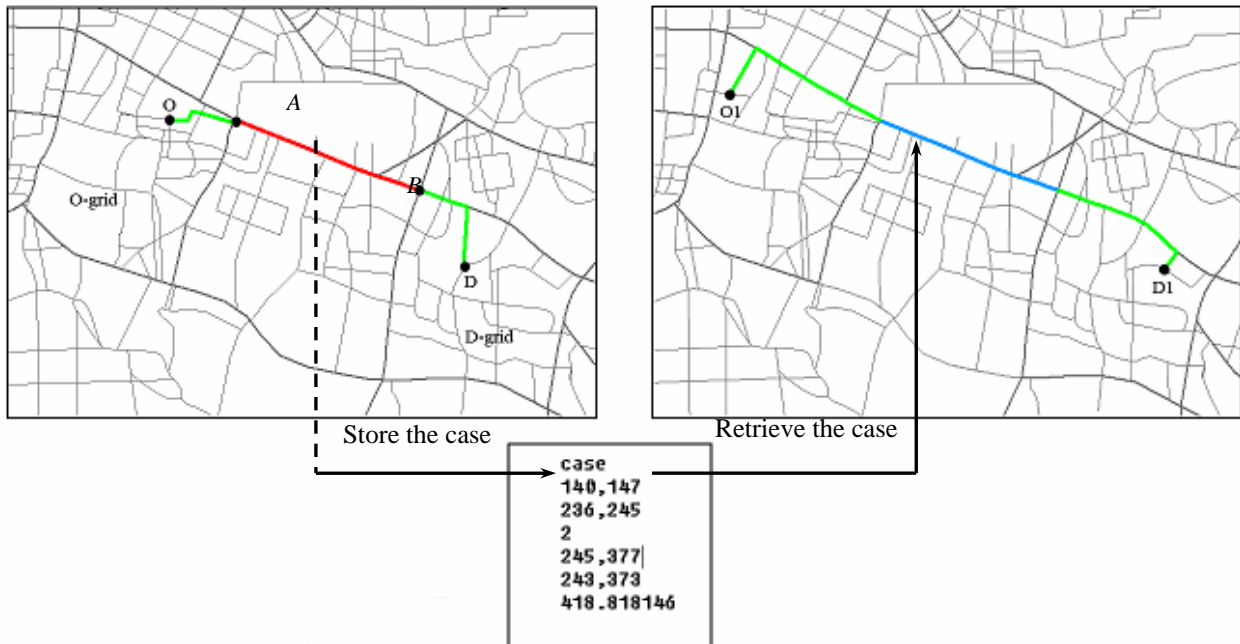 A
O
O-grid
B
D
D-grid
O1
D1
Store the case
Retrieve the case
case
140,147
236,245
2
245,377
243,373
418.818146